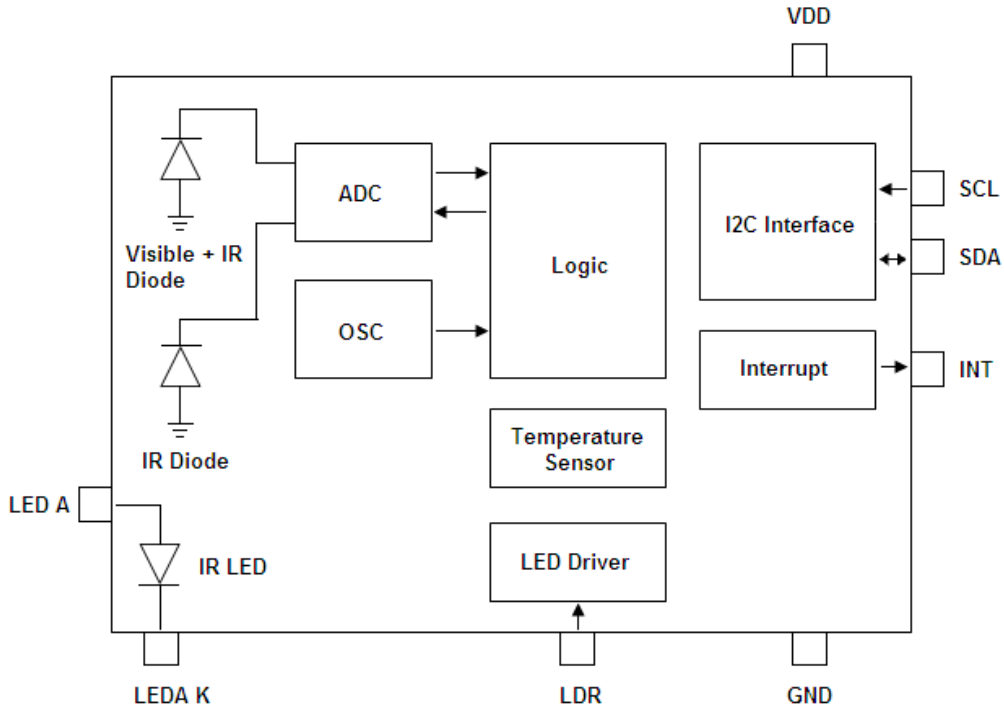 VDD
ADC
Logic
I2C Interface
SCL
SDA
Visible + IR
Diode
OSC
Interrupt
INT
IR Diode
Temperature
Sensor
LED A
IR LED
LED Driver
LEDA K
LDR
GND